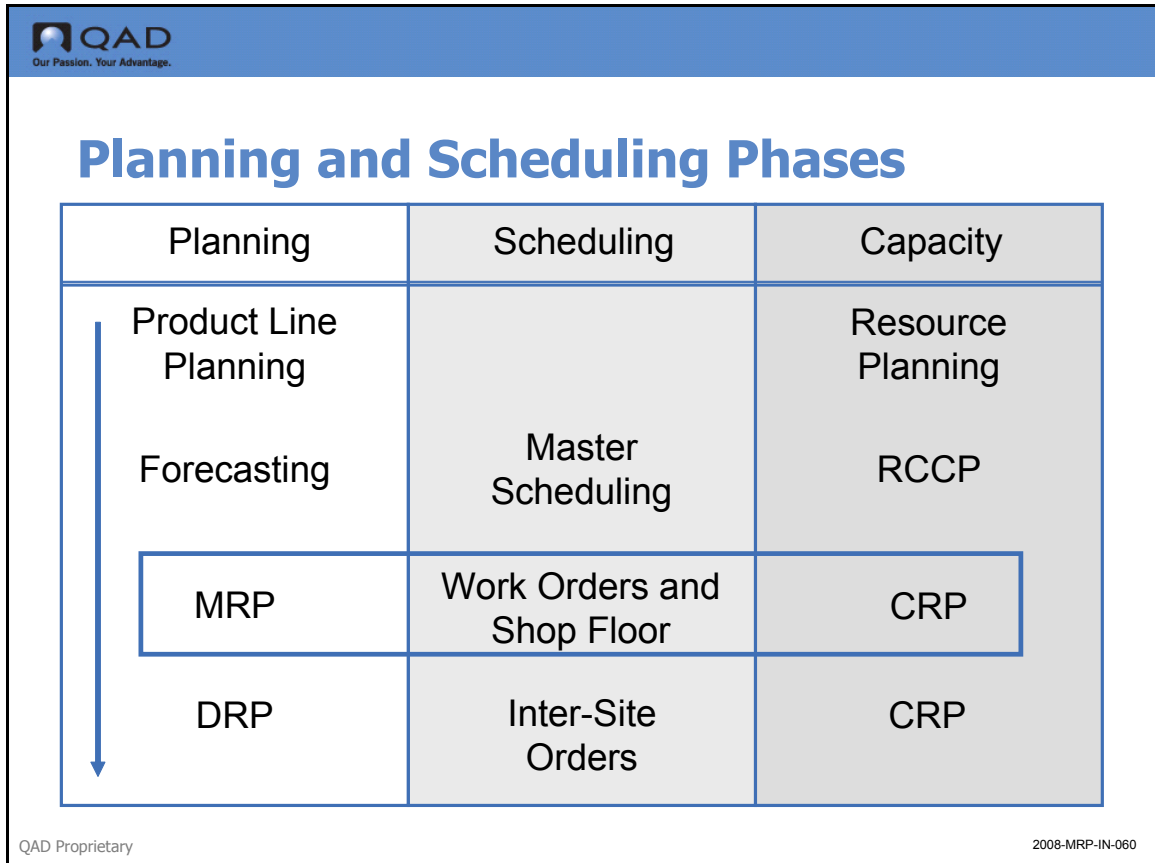 QAD
Our Passion. Your Advantage.
Planning and Scheduling Phases
Planning
Scheduling
Capacity
Product Line
Planning
Resource
Planning
Forecasting
Master
Scheduling
RCCP
MRP
Work Orders and
Shop Floor
CRP
DRP
Inter-Site
Orders
CRP
QAD Proprietary
2008-MRP-IN-060